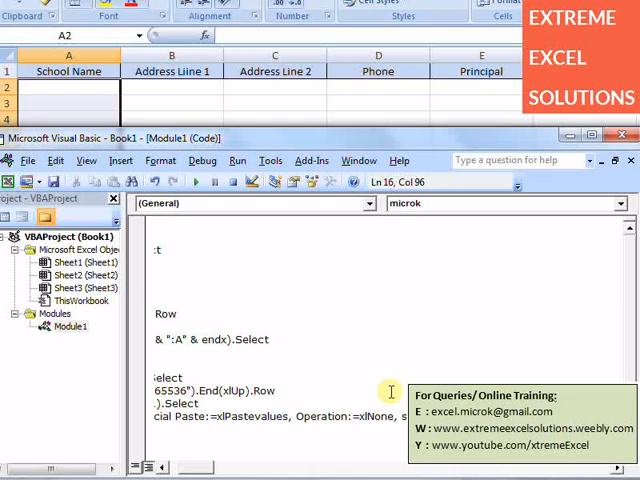 Clipboard
Font
Alignment
Number
Cell Styles
Styles
Cells
EXTREME
EXCEL
SOLUTIONS
A2
fx
A B C D E
1 School Name Address Liine 1 Address Line 2 Phone Principal
2
3
4
Microsoft Visual Basic - Book1 - [Module1 (Code)]
File Edit View Insert Format Debug Run Tools Add-Ins Window Help Type a question for help
Ln 16, Col 96
roject - VBAProject
(General) microk
VBAProject (Book1)
Microsoft Excel Obje
Sheet1 (Sheet1)
Sheet2 (Sheet2)
Sheet3 (Sheet3)
ThisWorkbook
Modules
Module1
ct
Row
& ":A" & endx).Select
Select
65536").End(xlUp).Row
).Select
cial Paste:=xlPastevalues, Operation:=xlNone, s
For Queries/ Online Training:
E : excel.microk@gmail.com
W : www.extremeexcelsolutions.weebly.com
Y : www.youtube.com/xtremeExcel